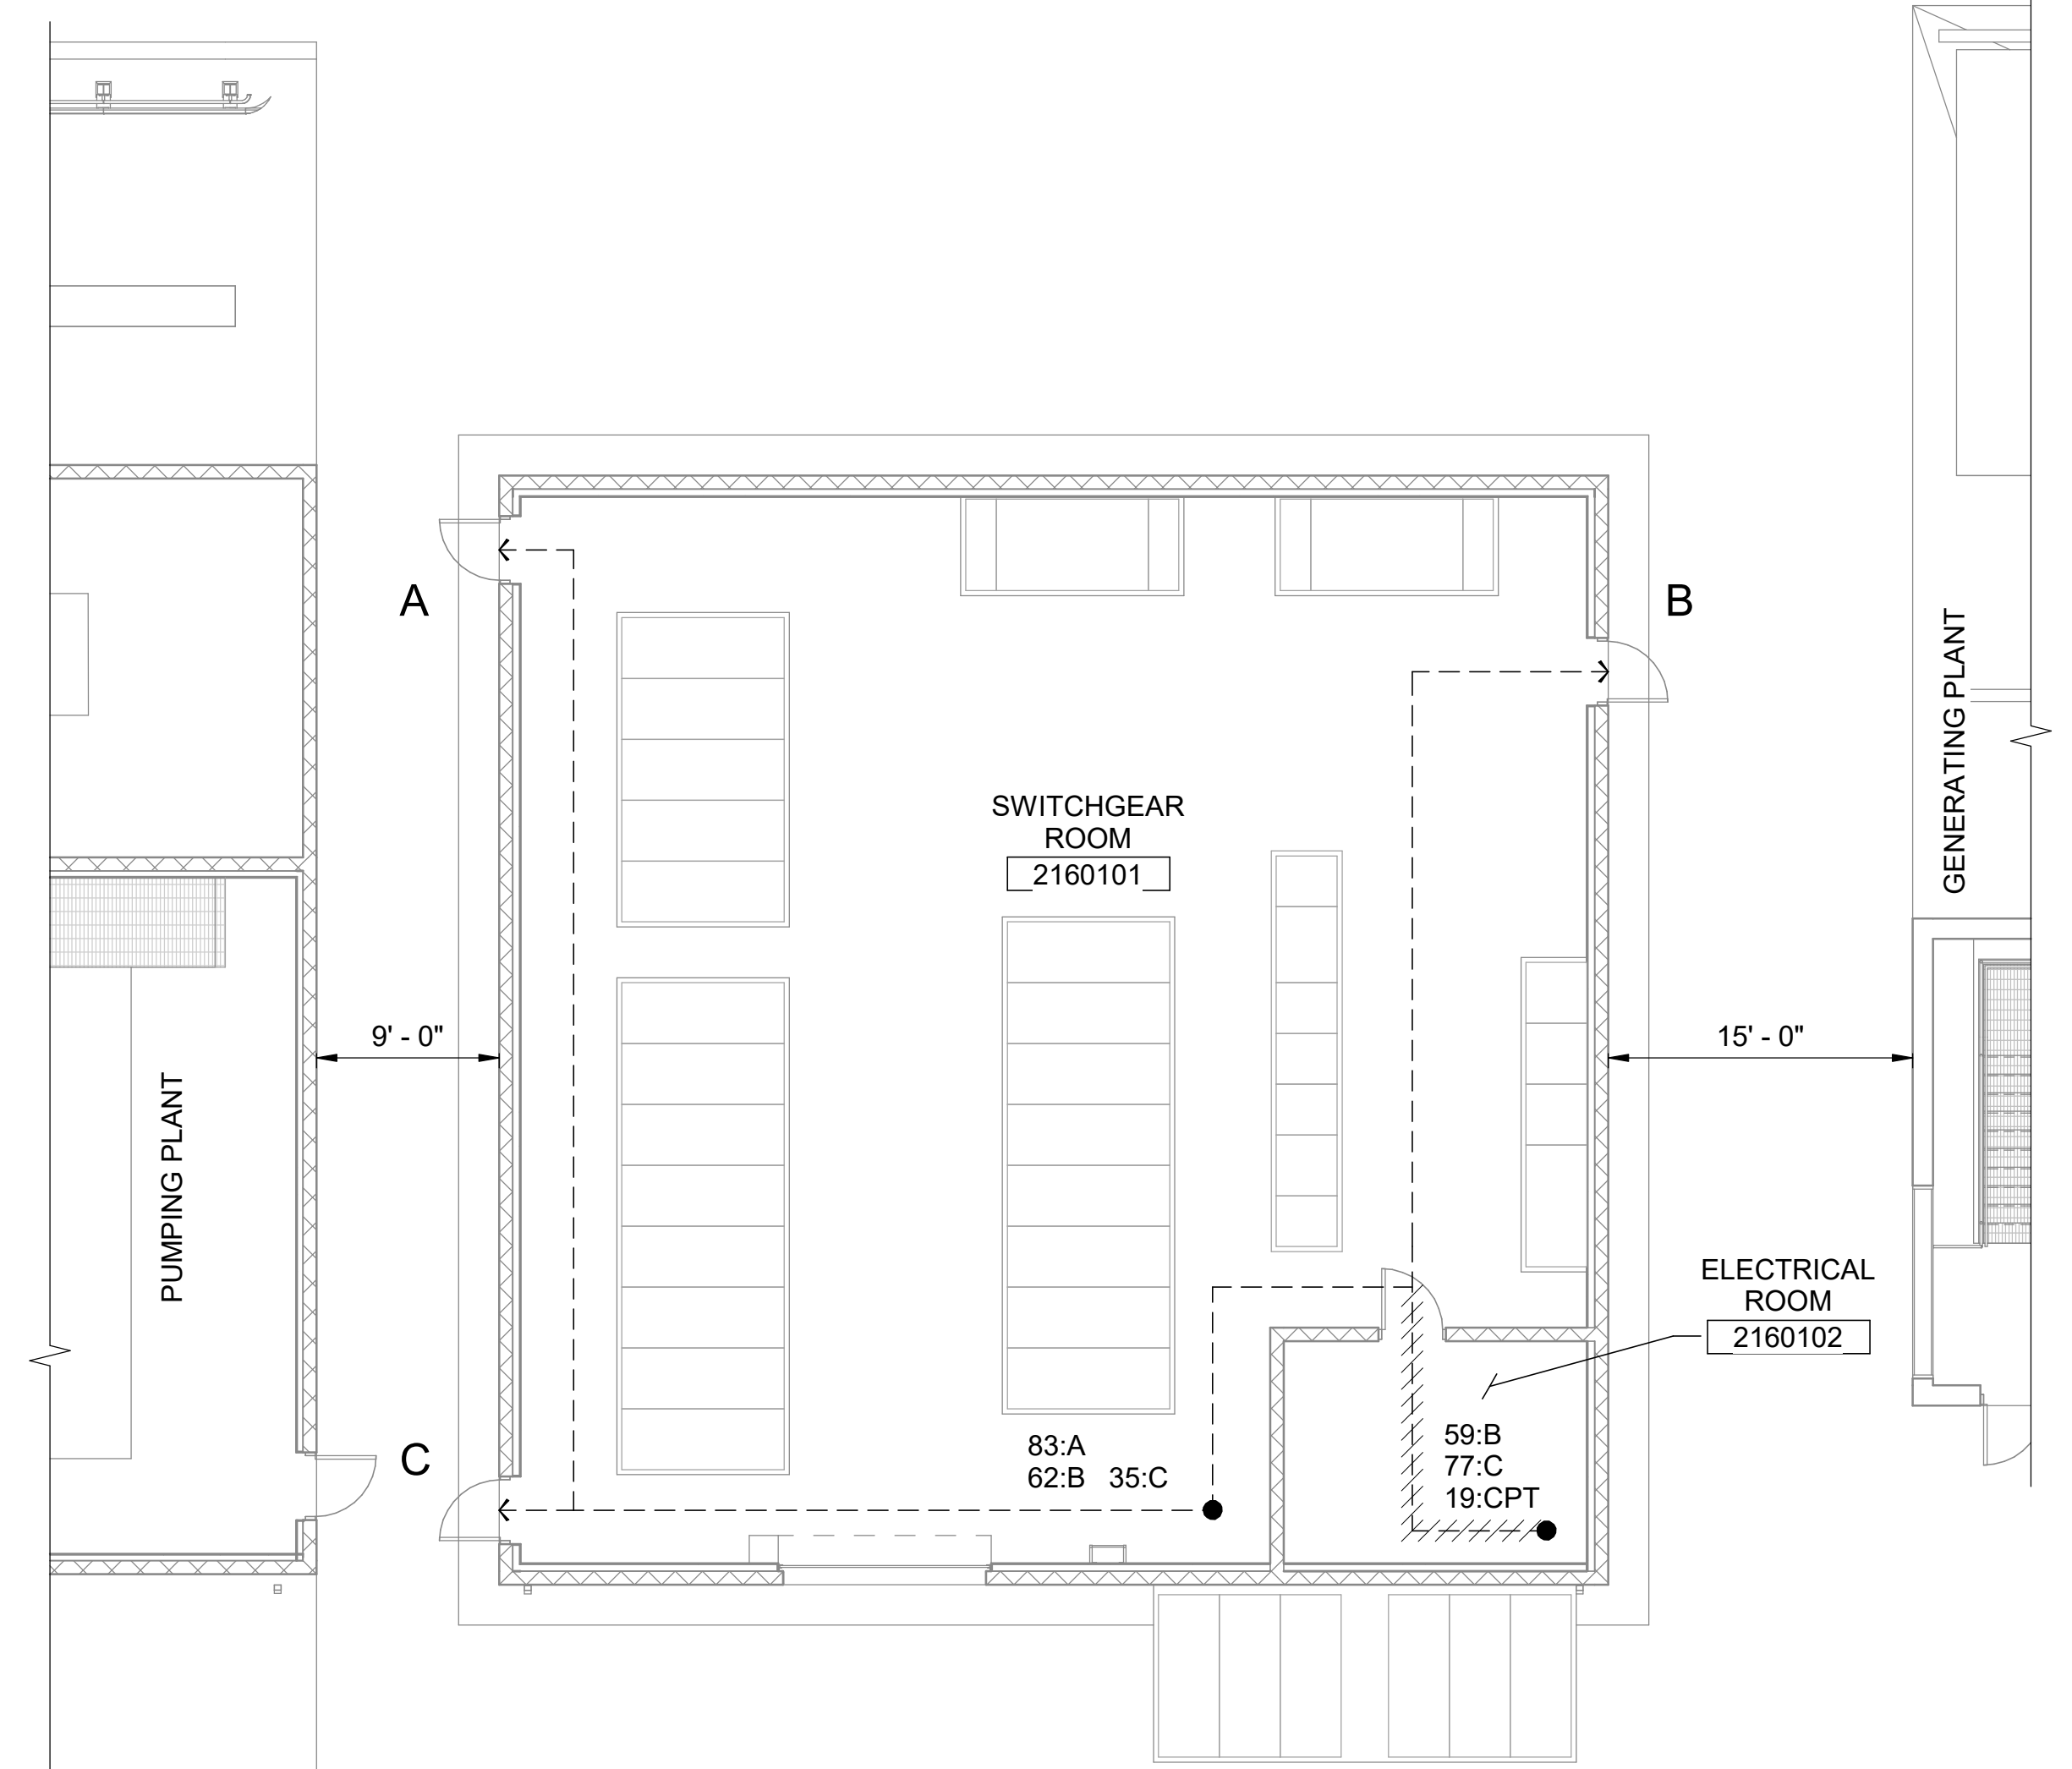 A
B
SWITCHGEAR
ROOM
2160101
GENERATING PLANT
9' - 0"
15' - 0"
PUMPING PLANT
ELECTRICAL
ROOM
2160102
C
83:A
62:B 35:C
59:B
77:C
19:CPT